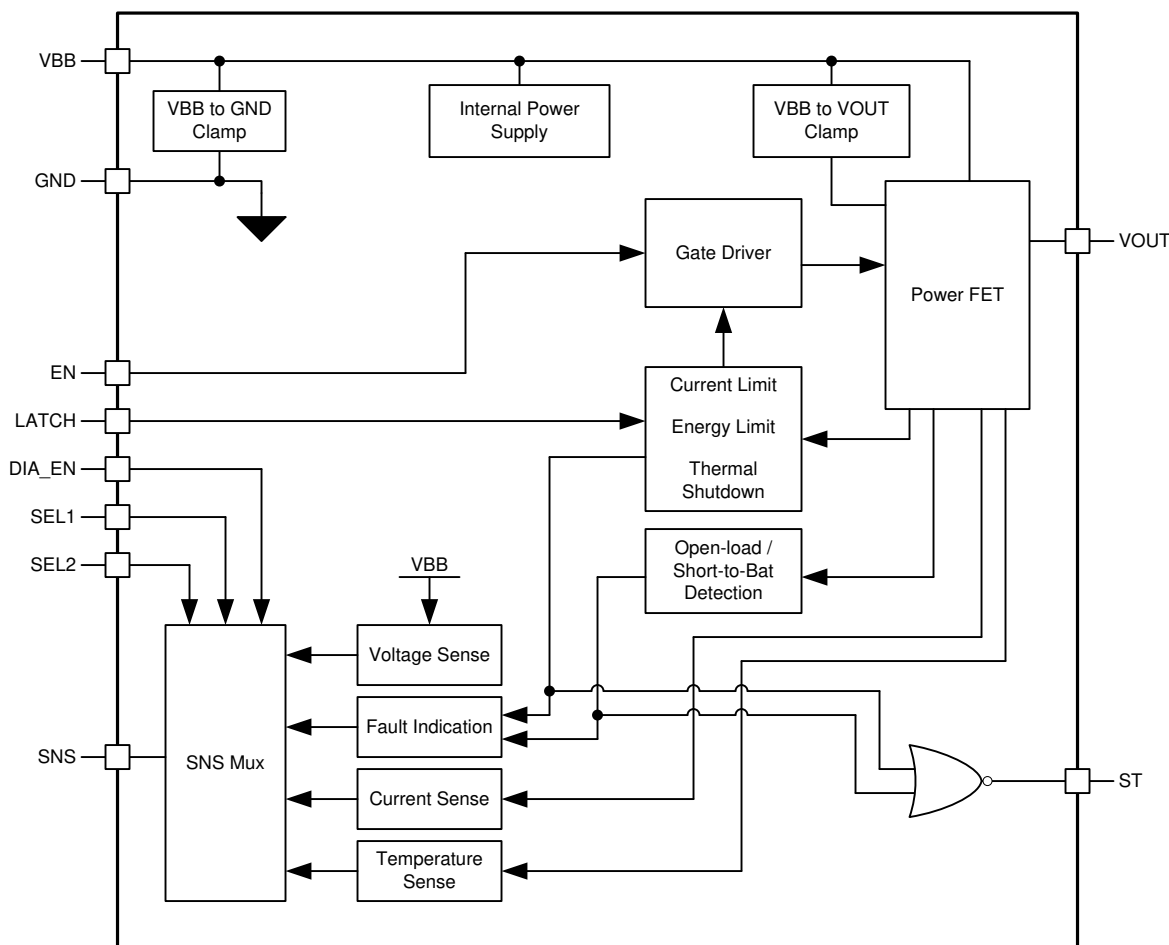 VBB
VBB to GND
Clamp
Internal Power
Supply
VBB to VOUT
Clamp
GND
Gate Driver
Power FET
VOUT
EN
LATCH
Current Limit
Energy Limit
Thermal
Shutdown
DIA_EN
SEL1
SEL2
Open-load /
Short-to-Bat
Detection
VBB
Voltage Sense
Fault Indication
SNS
SNS Mux
Current Sense
ST
Temperature
Sense